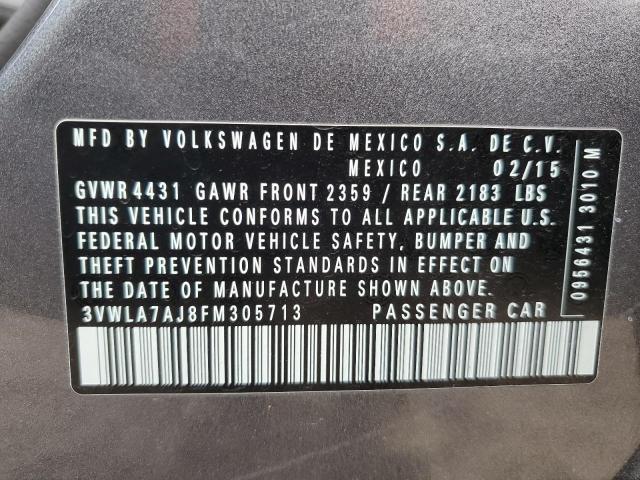 MFD BY VOLKSWAGEN DE MEXICO S.A. DE C.V.
MEXICO 02/15
GVWR 4431 GAWR FRONT 2359 / REAR 2183 LBS
THIS VEHICLE CONFORMS TO ALL APPLICABLE U.S.
FEDERAL MOTOR VEHICLE SAFETY, BUMPER AND
THEFT PREVENTION STANDARDS IN EFFECT ON
THE DATE OF MANUFACTURE SHOWN ABOVE.
3VWLA7AJ8FM305713 PASSENGER CAR
0956431 3010 M